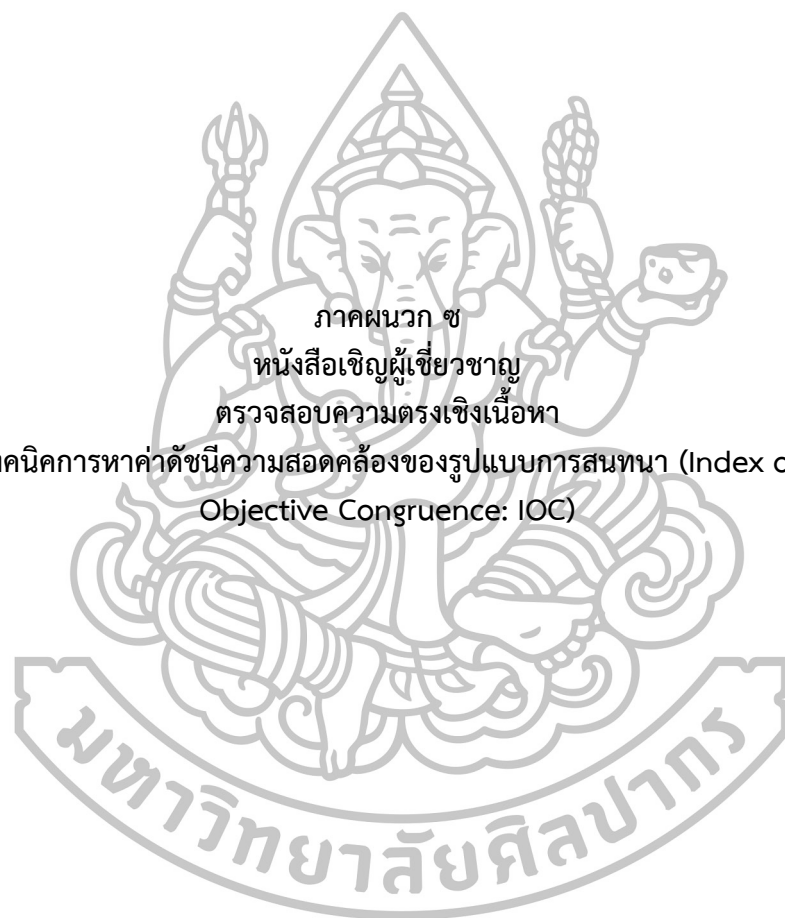 ภาคผนวก ซ
หนังสือเชิญผู้เชี่ยวชาญ
ตรวจสอบความตรงเชิงเนื้อหา
คนิคการหาค่าดัชนีความสอดคล้องของรูปแบบการสนทนา (Index o
Objective Congruence: IOC)
มหาวิทยาลัยศิลปากร